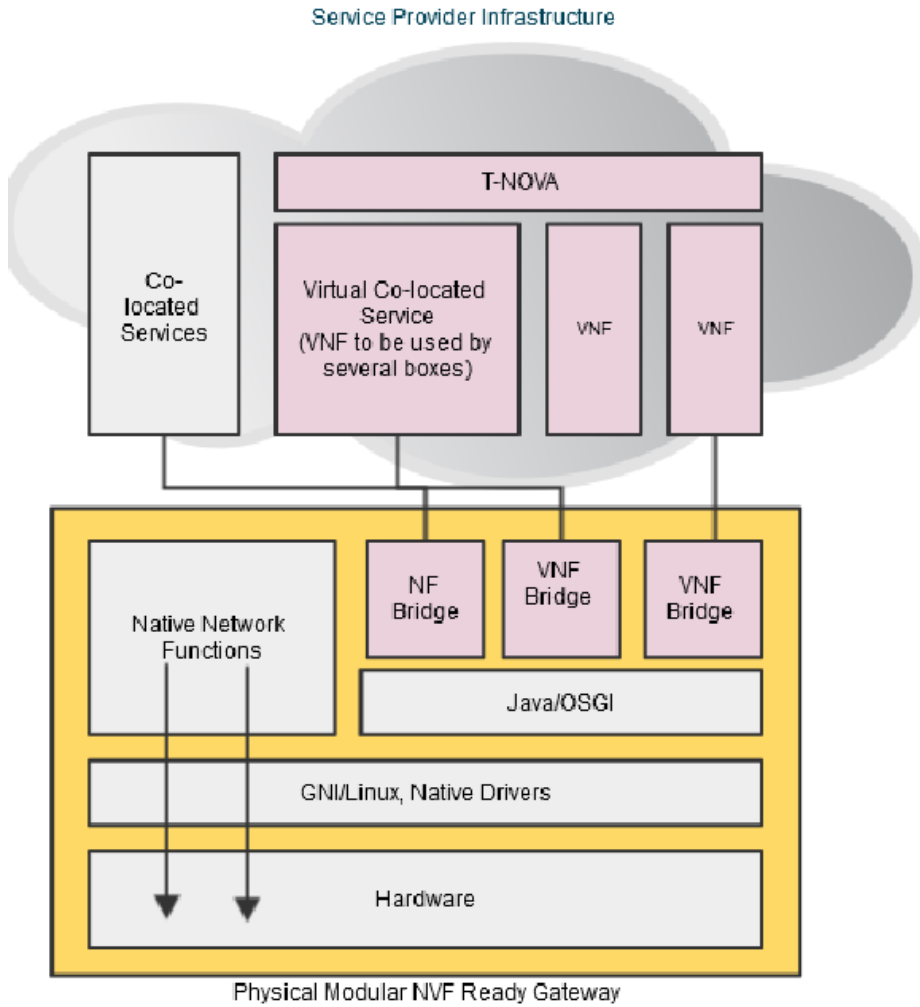 Service Provider Infrastructure
T-NOVA
Co-
located
Services
Virtual Co-located
Service
(VNF to be used by
several boxes)
VNF
VNF
Native Network
Functions
NF
Bridge
VNF
Bridge
VNF
Bridge
Java/OSGI
GNI/Linux, Native Drivers
Hardware
Physical Modular NVF Ready Gateway